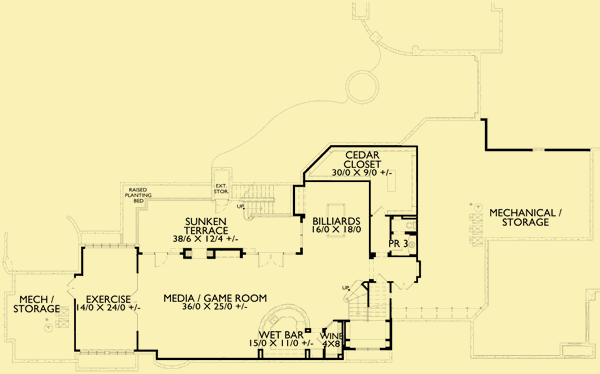 CEDAR
CLOSET
30/0 X 9/0 +/-
RAISED
PLANTING
BED
EXT.
STOR.
UP
SUNKEN
TERRACE
38/6 X 12/4 +/-
BILLIARDS
16/0 X 18/0
MECHANICAL /
STORAGE
PR 3
MECH /
STORAGE
EXERCISE
14/0 X 24/0 +/-
MEDIA / GAME ROOM
36/0 X 25/0 +/-
UP
WET BAR
15/0 X 11/0 +/-
WINE
4X8